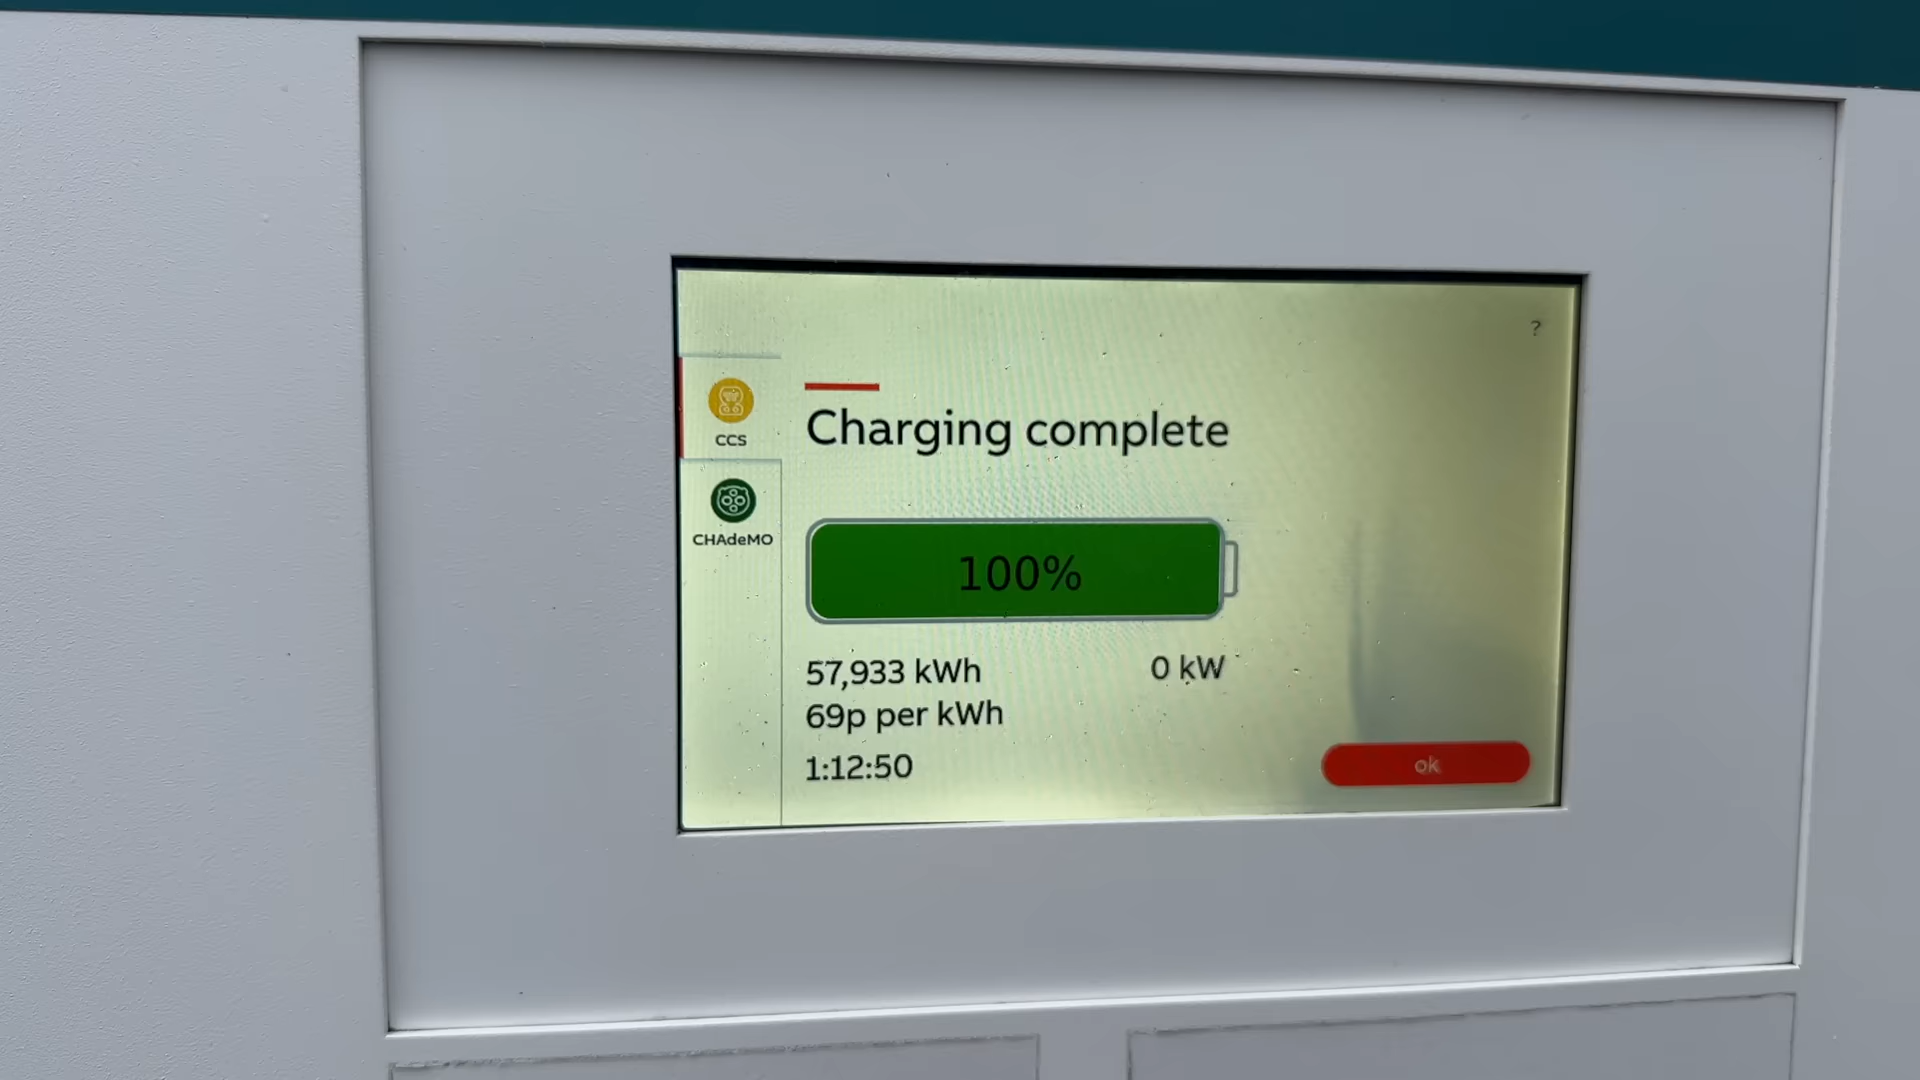 ?
CCS
CHAdeMO
Charging complete
100%
57,933 kWh
0 kW
69p per kWh
1:12:50
ok